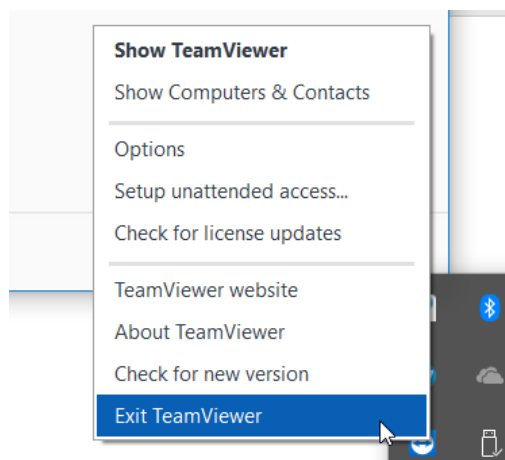 Show TeamViewer
Show Computers & Contacts
Options
Setup unattended access...
Check for license updates
TeamViewer website
About TeamViewer
Check for new version
Exit TeamViewer